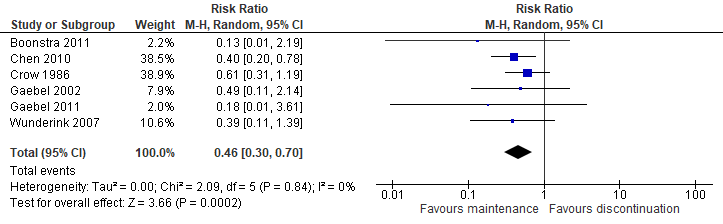 Risk Ratio Risk Ratio
Study or Subgroup Weight M-H, Random, 95% CI M-H, Random, 95% CI
Boonstra 2011 2.2% 0.13 [0.01, 2.19]
Chen 2010 38.5% 0.40 [0.20, 0.78]
Crow 1986 38.9% 0.61 [0.31, 1.19]
Gaebel 2002 7.9% 0.49 [0.11, 2.14]
Gaebel 2011 2.0% 0.18 [0.01, 3.61]
Wunderink 2007 10.6% 0.39 [0.11, 1.39]
Total (95% CI) 100.0% 0.46 [0.30, 0.70]
Total events
Heterogeneity: Tau² = 0.00; Chi² = 2.09, df = 5 (P = 0.84); I² = 0%
Test for overall effect: Z = 3.66 (P = 0.0002)
0.01 0.1 1 10 100
Favours maintenance Favours discontinuation